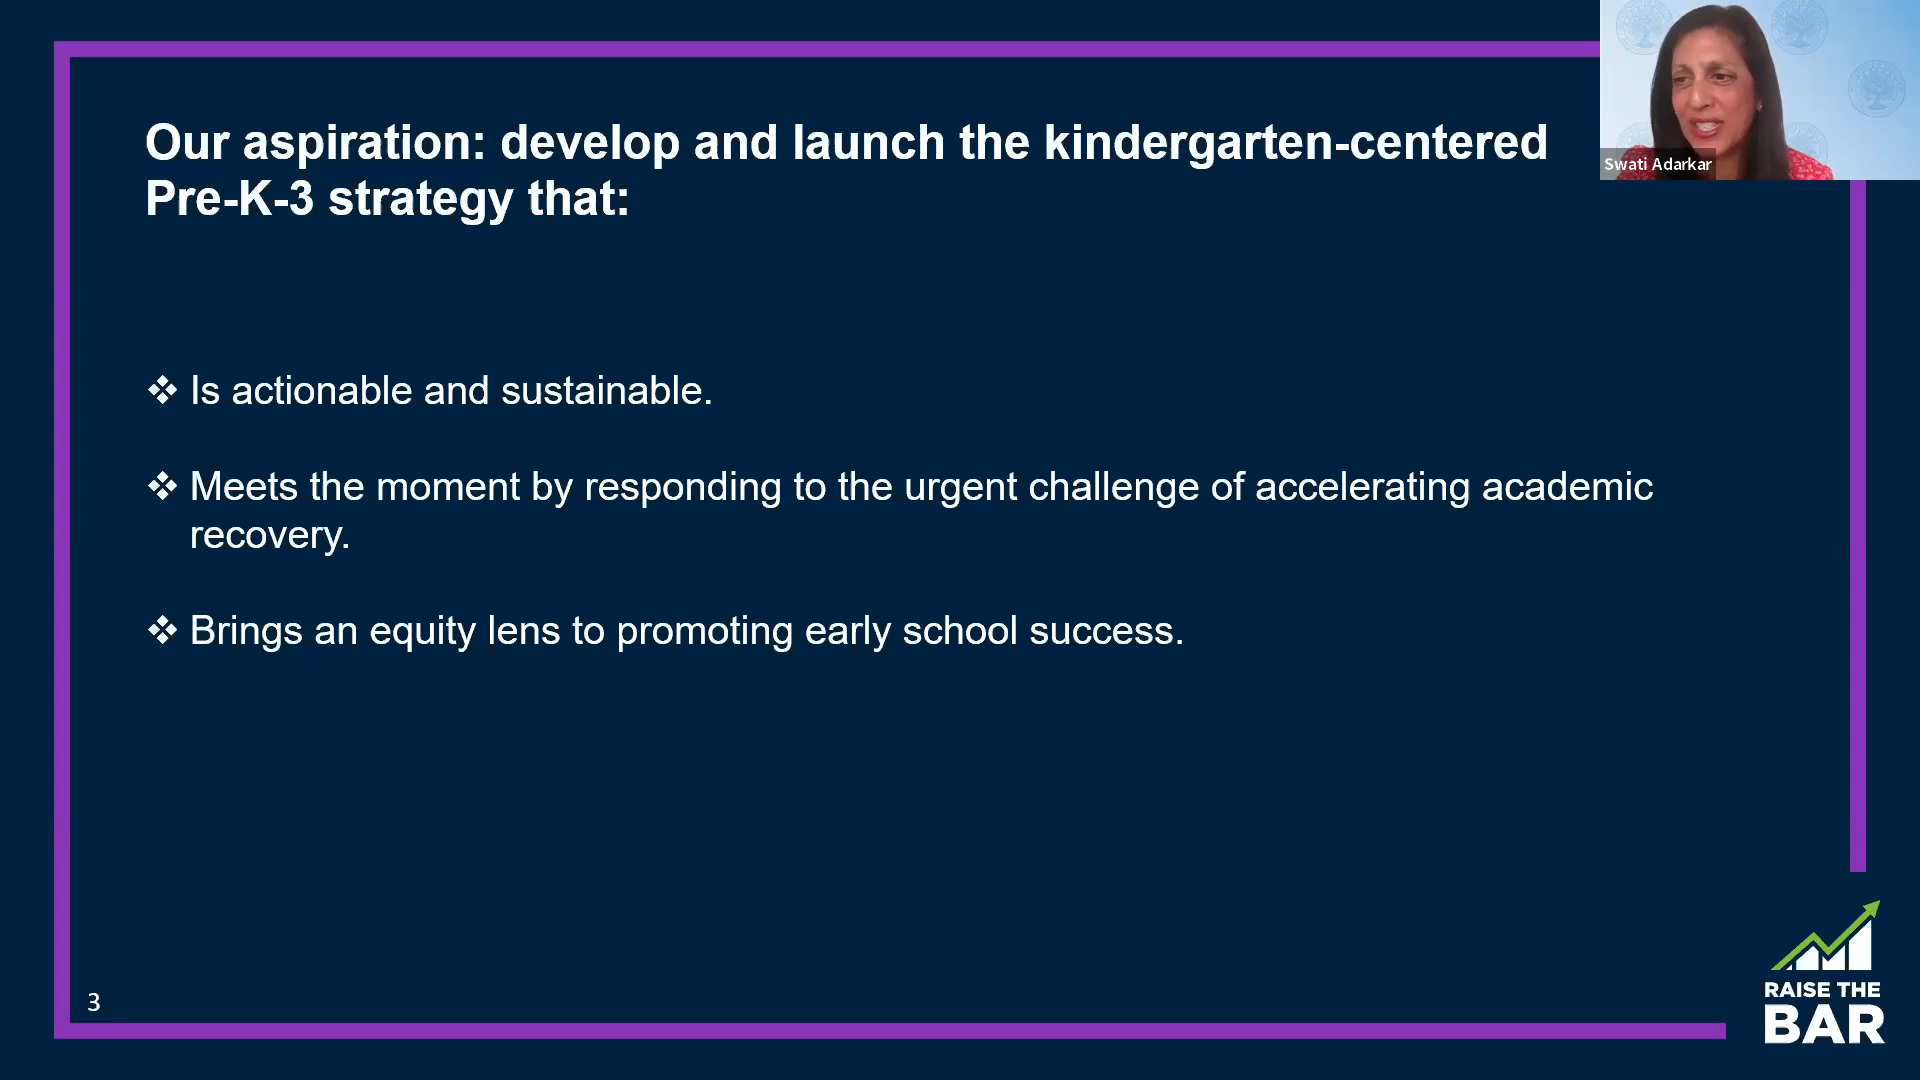 Our aspiration: develop and launch the kindergarten-centered
Pre-K-3 strategy that:
Swati Adarkar
❖ Is actionable and sustainable.
❖ Meets the moment by responding to the urgent challenge of accelerating academic
recovery.
❖ Brings an equity lens to promoting early school success.
3
RAISE THE
BAR